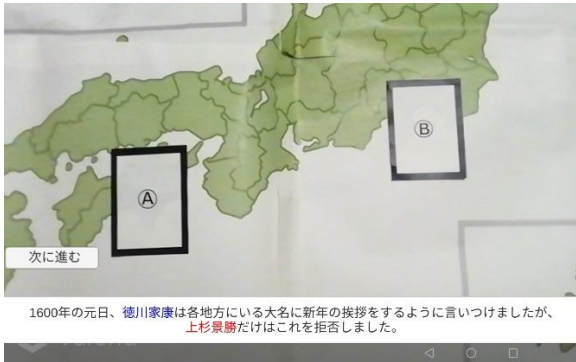 Ⓑ
Ⓐ
次に進む
1600年の元日、徳川家康は各地方にいる大名に新年の挨拶をするように言いつけましたが、
上杉景勝だけはこれを拒否しました。